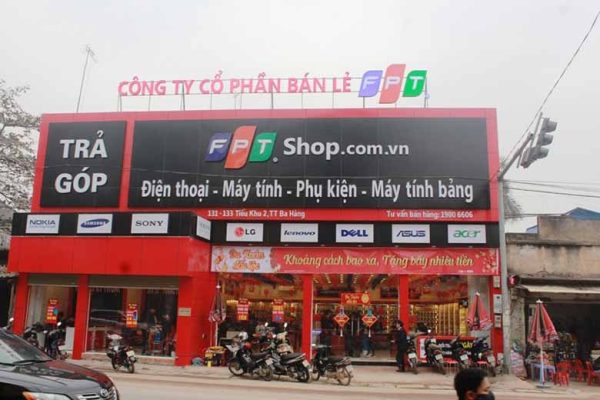 CÔNG TY CỔ PHẦN BÁN LẺ FPT
TRẢ GÓP
FPT Shop.com.vn
Điện thoại - Máy tính - Phụ kiện - Máy tính bảng
131-133 Tiểu Khu 2, TT Ba Hàng
Tư vấn bán hàng: 1900 6606
NOKIA
SAMSUNG
SONY
LG
lenovo
DELL
ASUS
acer
Khoảng cách bao xa, Tặng bấy nhiêu tiền